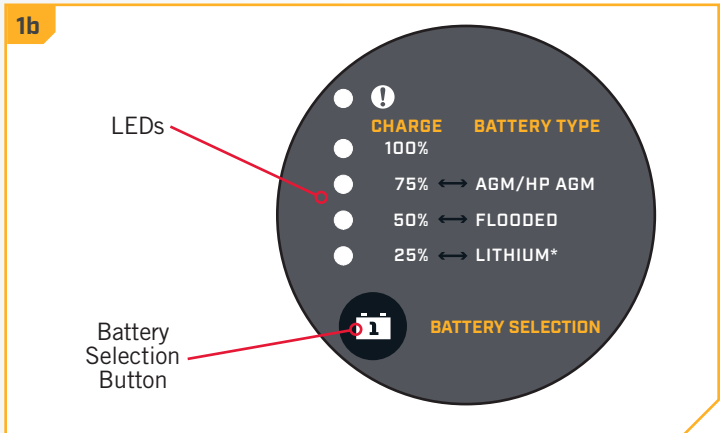 1b
!
LEDs
CHARGE BATTERY TYPE
100%
75% ↔ AGM/HP AGM
50% ↔ FLOODED
25% ↔ LITHIUM*
1
BATTERY SELECTION
Battery
Selection
Button